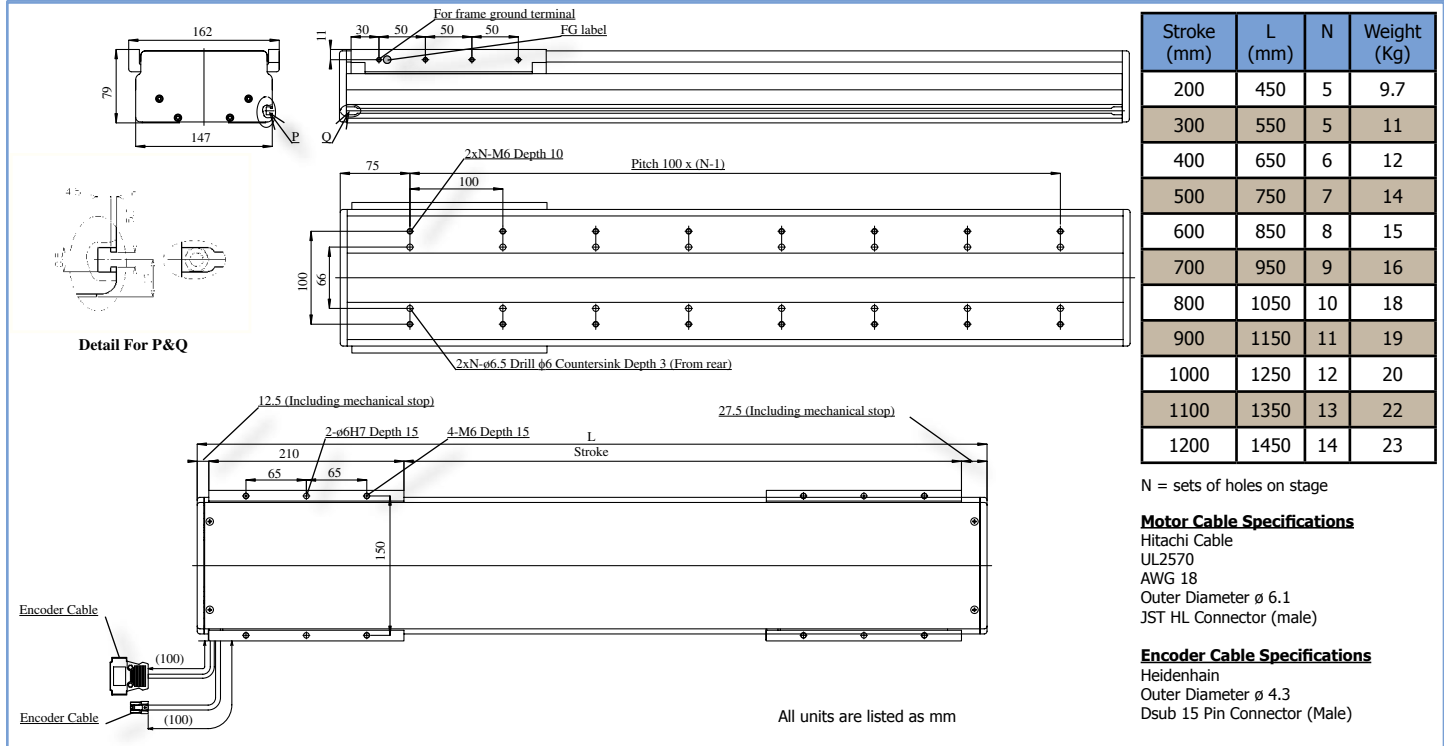 For frame ground terminal
FG label
162
79
147
P
11
30
50
50
50
Q
Detail For P&Q
2xN-M6 Depth 10
75
Pitch 100 x (N-1)
100
100
66
2xN-ø6.5 Drill ϕ6 Countersink Depth 3 (From rear)
12.5 (Including mechanical stop)
27.5 (Including mechanical stop)
2-ø6H7 Depth 15
4-M6 Depth 15
L
210
Stroke
65
65
150
Encoder Cable
(100)
Encoder Cable
(100)
All units are listed as mm
Stroke (mm) L (mm) N Weight (Kg)
200 450 5 9.7
300 550 5 11
400 650 6 12
500 750 7 14
600 850 8 15
700 950 9 16
800 1050 10 18
900 1150 11 19
1000 1250 12 20
1100 1350 13 22
1200 1450 14 23
N = sets of holes on stage
Motor Cable Specifications
Hitachi Cable
UL2570
AWG 18
Outer Diameter ø 6.1
JST HL Connector (male)
Encoder Cable Specifications
Heidenhain
Outer Diameter ø 4.3
Dsub 15 Pin Connector (Male)